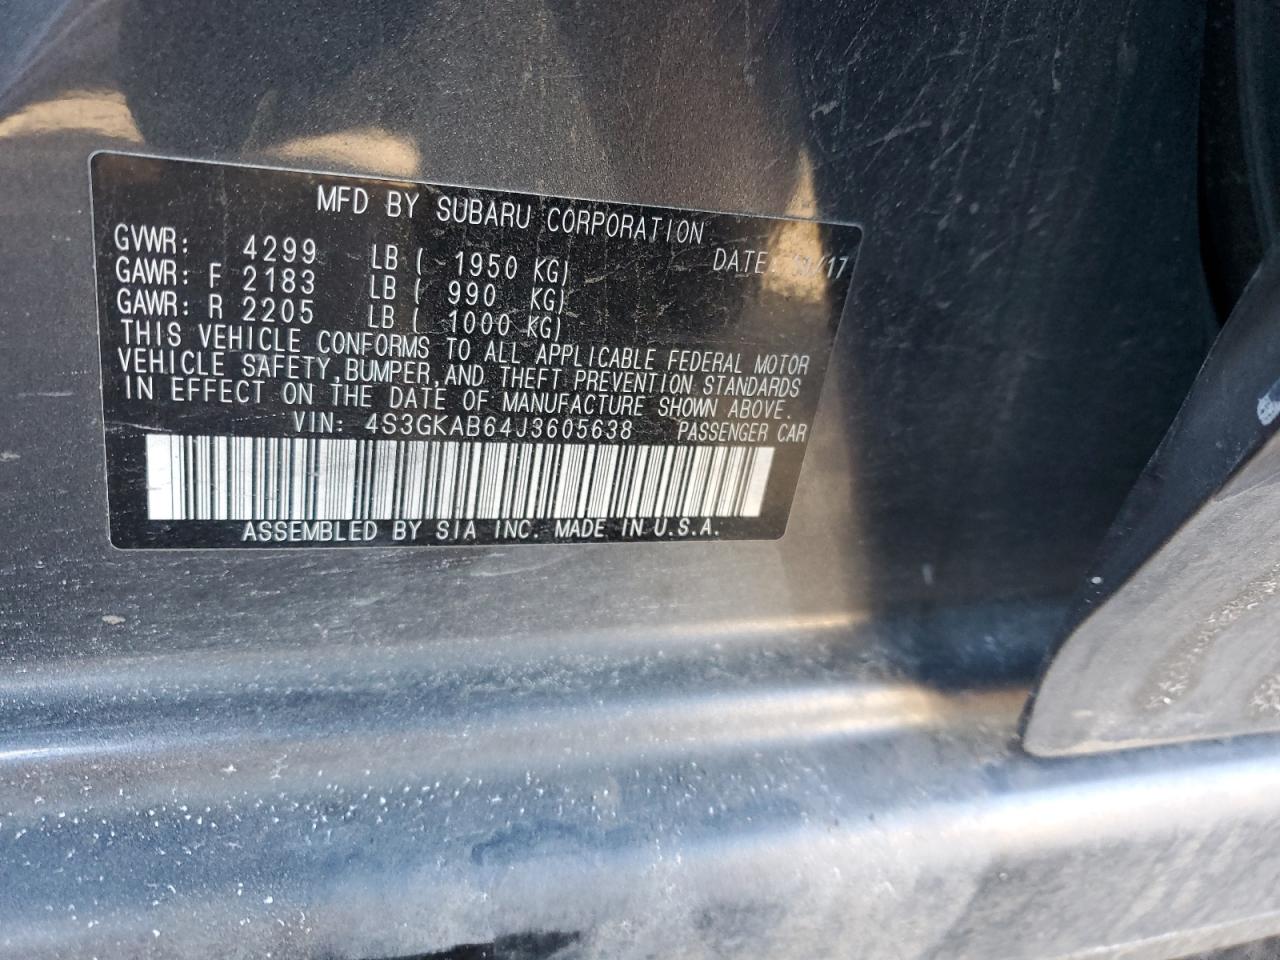 MFD BY SUBARU CORPORATION
GVWR: 4299 LB ( 1950 KG) DATE: /17
GAWR: F 2183 LB ( 990 KG)
GAWR: R 2205 LB ( 1000 KG)
THIS VEHICLE CONFORMS TO ALL APPLICABLE FEDERAL MOTOR
VEHICLE SAFETY, BUMPER, AND THEFT PREVENTION STANDARDS
IN EFFECT ON THE DATE OF MANUFACTURE SHOWN ABOVE.
VIN: 4S3GKAB64J3605638 PASSENGER CAR
ASSEMBLED BY SIA INC. MADE IN U.S.A.